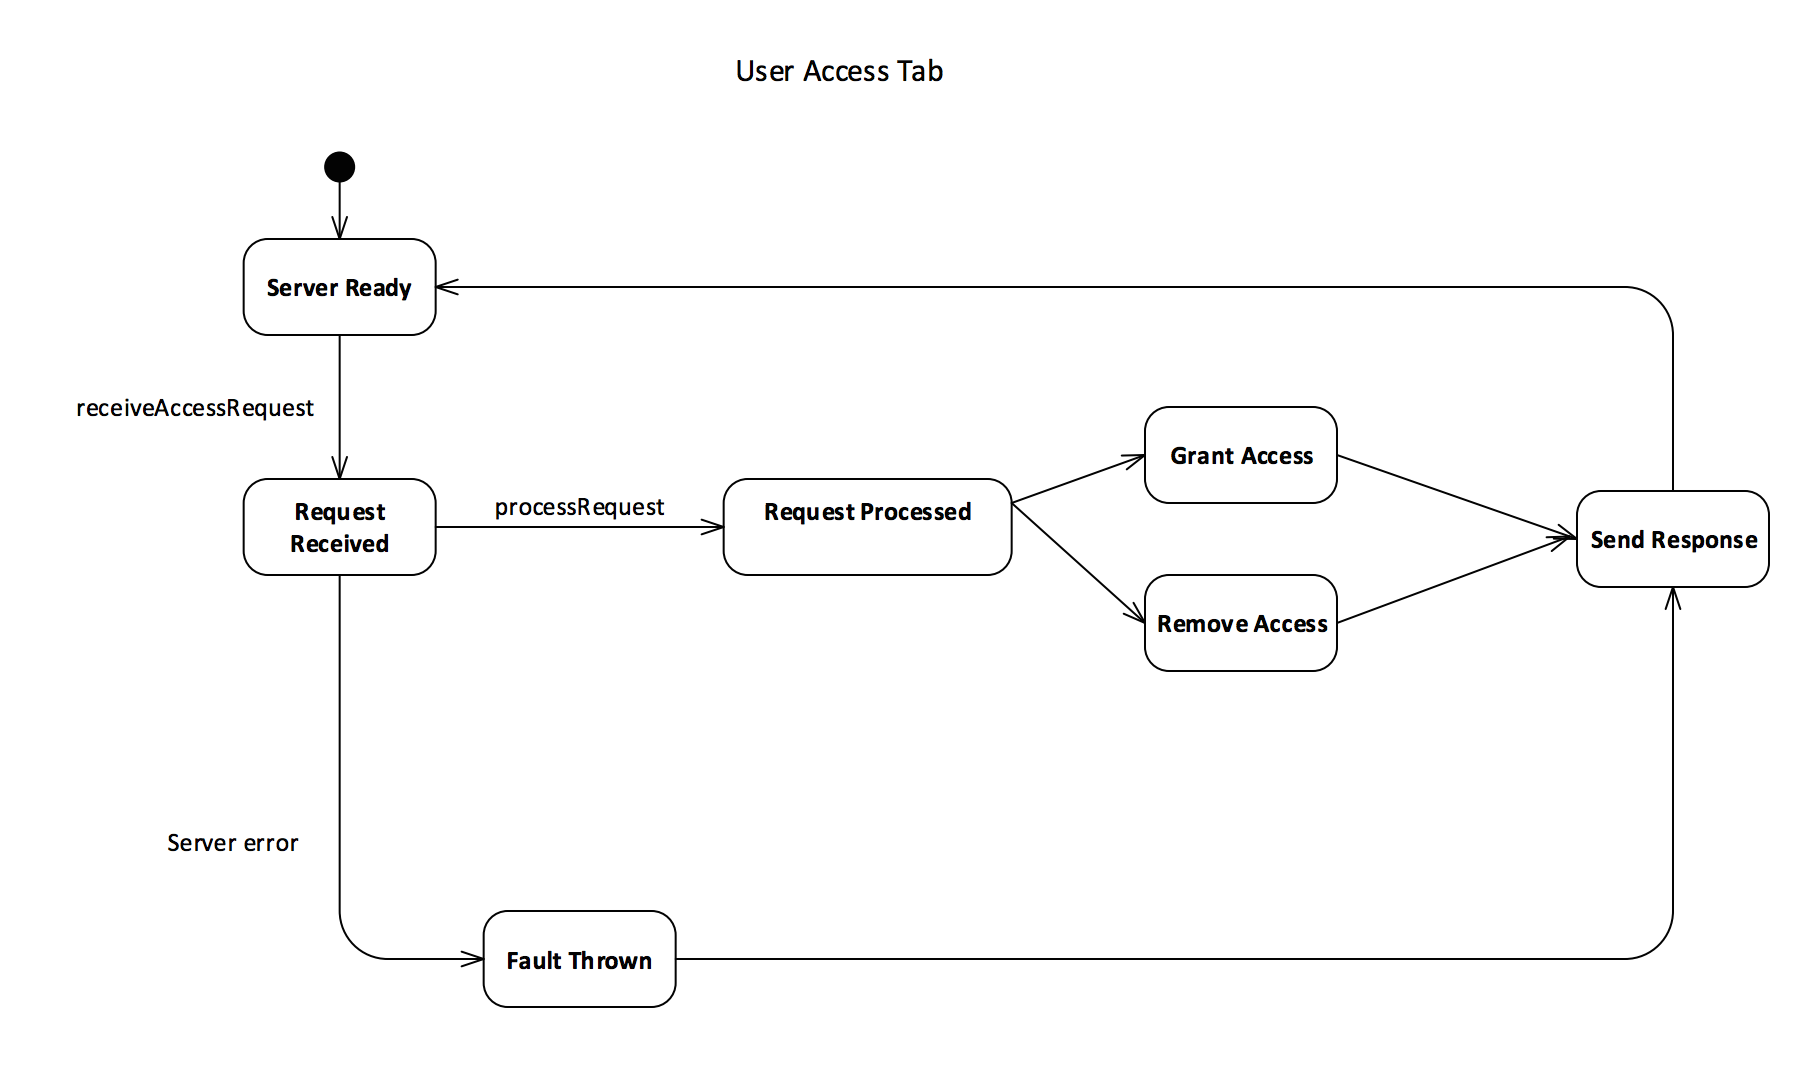 User Access Tab
Server Ready
receiveAccessRequest
Request
Received
processRequest
Request Processed
Grant Access
Remove Access
Send Response
Server error
Fault Thrown